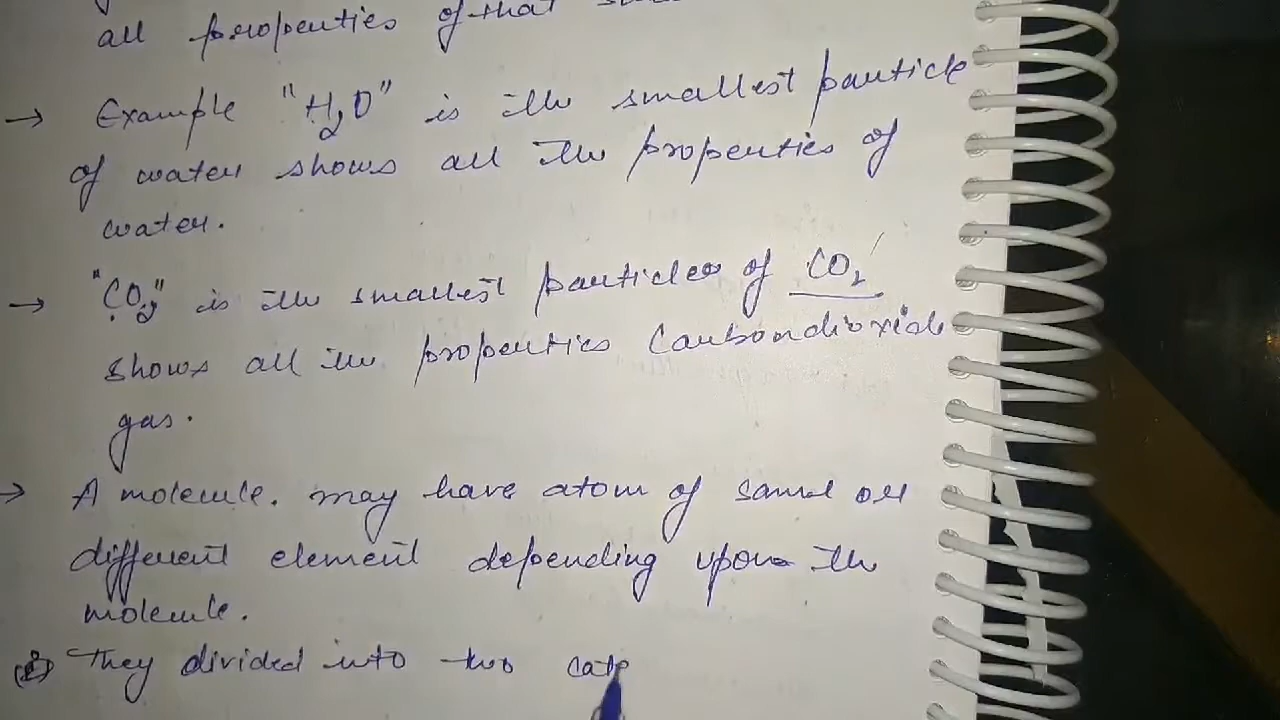 all properties of that
→ Example "H₂O" is the smallest particle
of water shows all the properties of
water.
→ "CO₂" is the smallest particles of CO₂
shows all the properties Carbondioxide
gas.
→ A molecule. may have atom of same or
different element depending upon the
molecule.
They divided into two cate